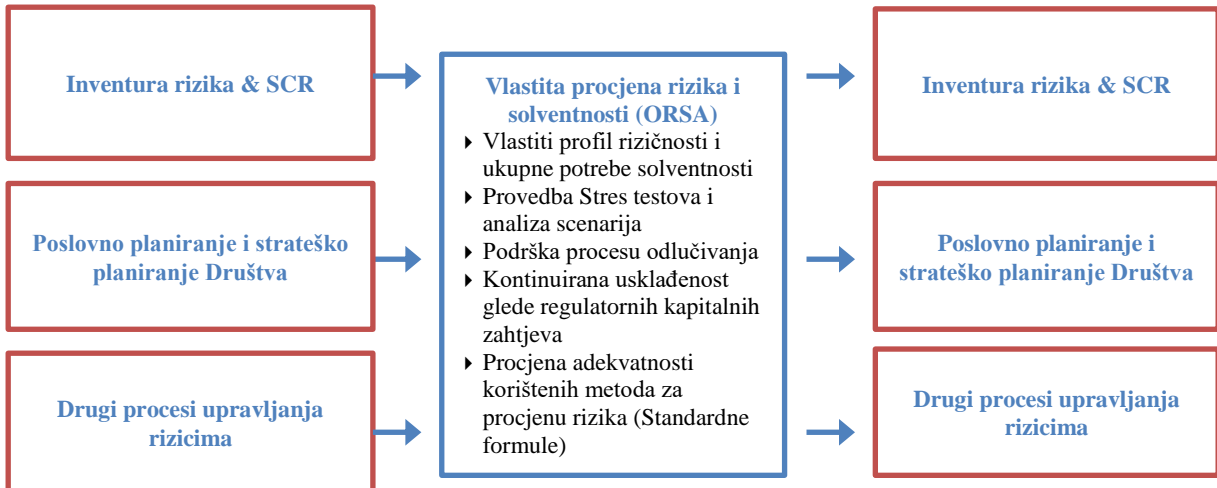 Inventura rizika & SCR
Poslovno planiranje i strateško
planiranje Društva
Drugi procesi upravljanja
rizicima
Vlastita procjena rizika i
solventnosti (ORSA)
Vlastiti profil rizičnosti i
ukupne potrebe solventnosti
Provedba Stres testova i
analiza scenarija
Podrška procesu odlučivanja
Kontinuirana usklađenost
glede regulatornih kapitalnih
zahtjeva
Procjena adekvatnosti
korištenih metoda za
procjenu rizika (Standardne
formule)
Inventura rizika & SCR
Poslovno planiranje i
strateško planiranje Društva
Drugi procesi upravljanja
rizicima